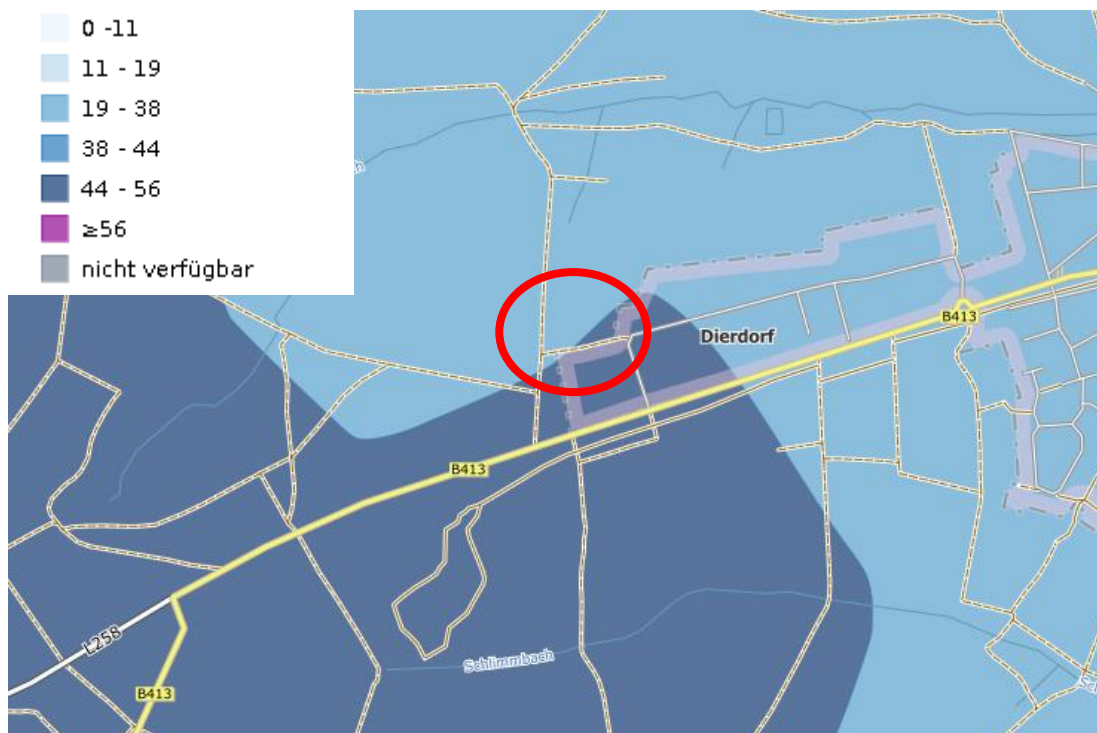 0 -11
11 - 19
19 - 38
38 - 44
44 - 56
≥56
nicht verfügbar
B413
Dierdorf
B413
L258
Schlimmbach
B413